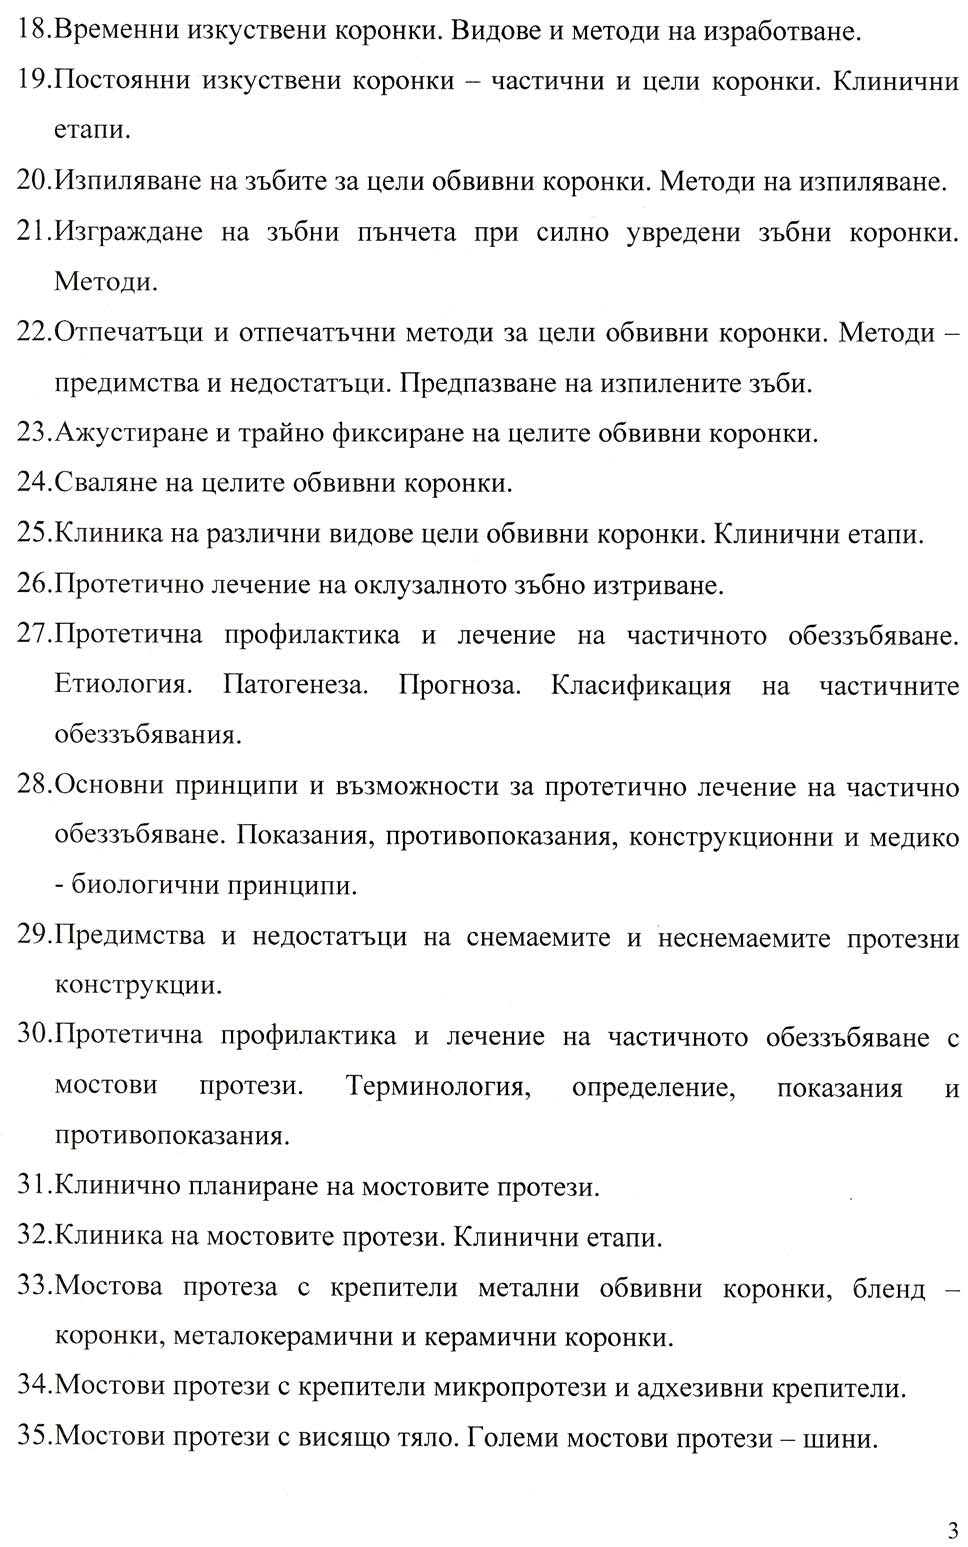 18.Временни изкуствени коронки. Видове и методи на изработване.
19.Постоянни изкуствени коронки – частични и цели коронки. Клинични
етапи.
20.Изпиляване на зъбите за цели обвивни коронки. Методи на изпиляване.
21.Изграждане на зъбни пънчета при силно увредени зъбни коронки.
Методи.
22.Отпечатъци и отпечатъчни методи за цели обвивни коронки. Методи –
предимства и недостатъци. Предпазване на изпилените зъби.
23.Ажустиране и трайно фиксиране на целите обвивни коронки.
24.Сваляне на целите обвивни коронки.
25.Клиника на различни видове цели обвивни коронки. Клинични етапи.
26.Протетично лечение на оклузалното зъбно изтриване.
27.Протетична профилактика и лечение на частичното обеззъбяване.
Етиология. Патогенеза. Прогноза. Класификация на частичните
обеззъбявания.
28.Основни принципи и възможности за протетично лечение на частично
обеззъбяване. Показания, противопоказания, конструкционни и медико
- биологични принципи.
29.Предимства и недостатъци на снемаемите и неснемаемите протезни
конструкции.
30.Протетична профилактика и лечение на частичното обеззъбяване с
мостови протези. Терминология, определение, показания и
противопоказания.
31.Клинично планиране на мостовите протези.
32.Клиника на мостовите протези. Клинични етапи.
33.Мостова протеза с крепители метални обвивни коронки, бленд –
коронки, металокерамични и керамични коронки.
34.Мостови протези с крепители микропротези и адхезивни крепители.
35.Мостови протези с висящо тяло. Големи мостови протези – шини.
3